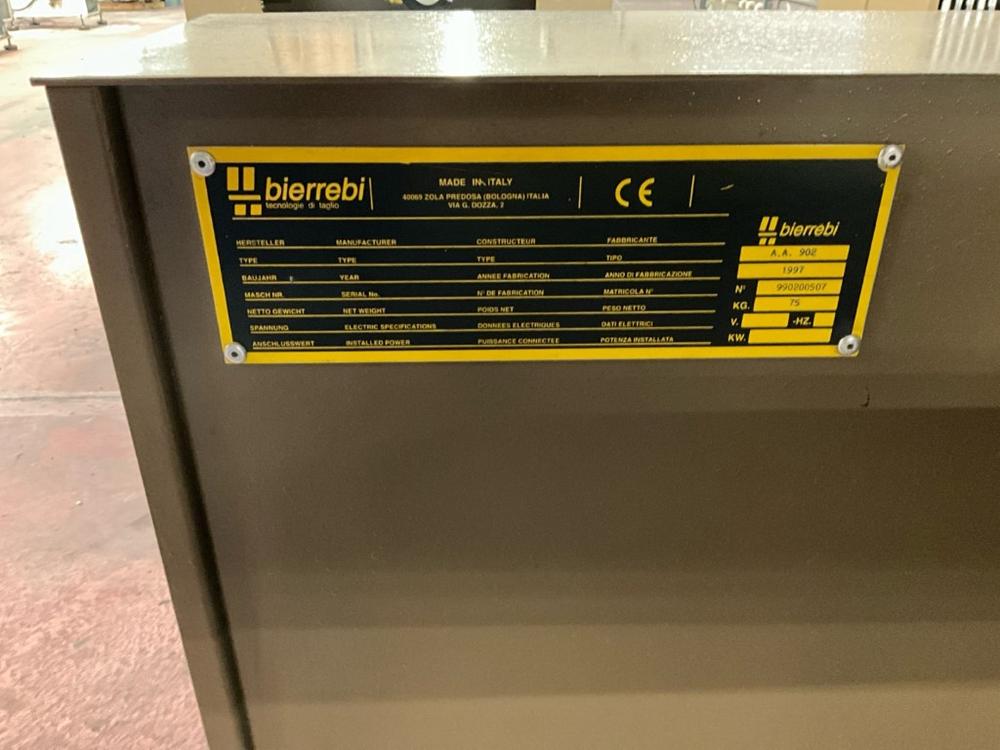 bierrebi
tecnologie di taglio
MADE IN ITALY
40069 ZOLA PREDOSA (BOLOGNA) ITALIA
VIA G. DOZZA, 2
CE
bierrebi
HERSTELLER MANUFACTURER CONSTRUCTEUR FABBRICANTE
TYPE TYPE TYPE TIPO A.A. 902
BAUJAHR YEAR ANNEE FABRICATION ANNO DI FABBRICAZIONE 1997
MASCH NR. SERIAL No. N° DE FABRICATION MATRICOLA N° N° 990200507
NETTO GEWICHT NET WEIGHT POIDS NET PESO NETTO KG. 75
SPANNUNG ELECTRIC SPECIFICATIONS DONNEES ELECTRIQUES DATI ELETTRICI V. -HZ.
ANSCHLUSSWERT INSTALLED POWER PUISSANCE CONNECTEE POTENZA INSTALLATA KW.